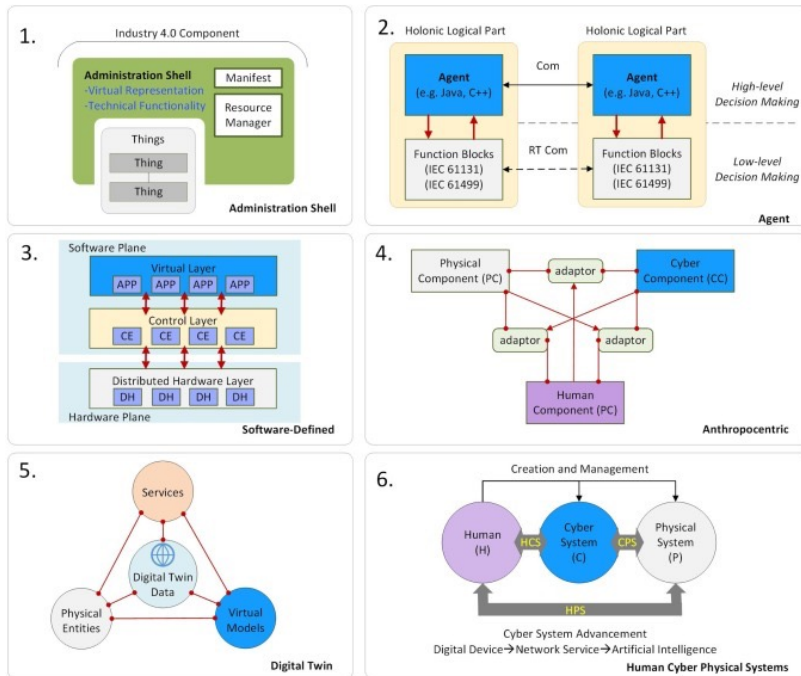 1.
Industry 4.0 Component
Administration Shell
-Virtual Representation
-Technical Functionality
Manifest
Resource
Manager
Things
Thing
Thing
Administration Shell
2.
Holonic Logical Part
Holonic Logical Part
Agent
(e.g. Java, C++)
Com
Agent
(e.g. Java, C++)
High-level
Decision Making
Function Blocks
(IEC 61131)
(IEC 61499)
RT Com
Function Blocks
(IEC 61131)
(IEC 61499)
Low-level
Decision Making
Agent
3.
Software Plane
Virtual Layer
APP APP APP APP
Control Layer
CE CE CE CE
Distributed Hardware Layer
DH DH DH DH
Hardware Plane
Software-Defined
4.
Physical
Component (PC)
adaptor
Cyber
Component (CC)
adaptor
adaptor
Human
Component (PC)
Anthropocentric
5.
Services
Digital Twin
Data
Physical
Entities
Virtual
Models
Digital Twin
6.
Creation and Management
Human
(H)
HCS
Cyber
System
(C)
CPS
Physical
System
(P)
HPS
Cyber System Advancement
Digital Device→Network Service→Artificial Intelligence
Human Cyber Physical Systems